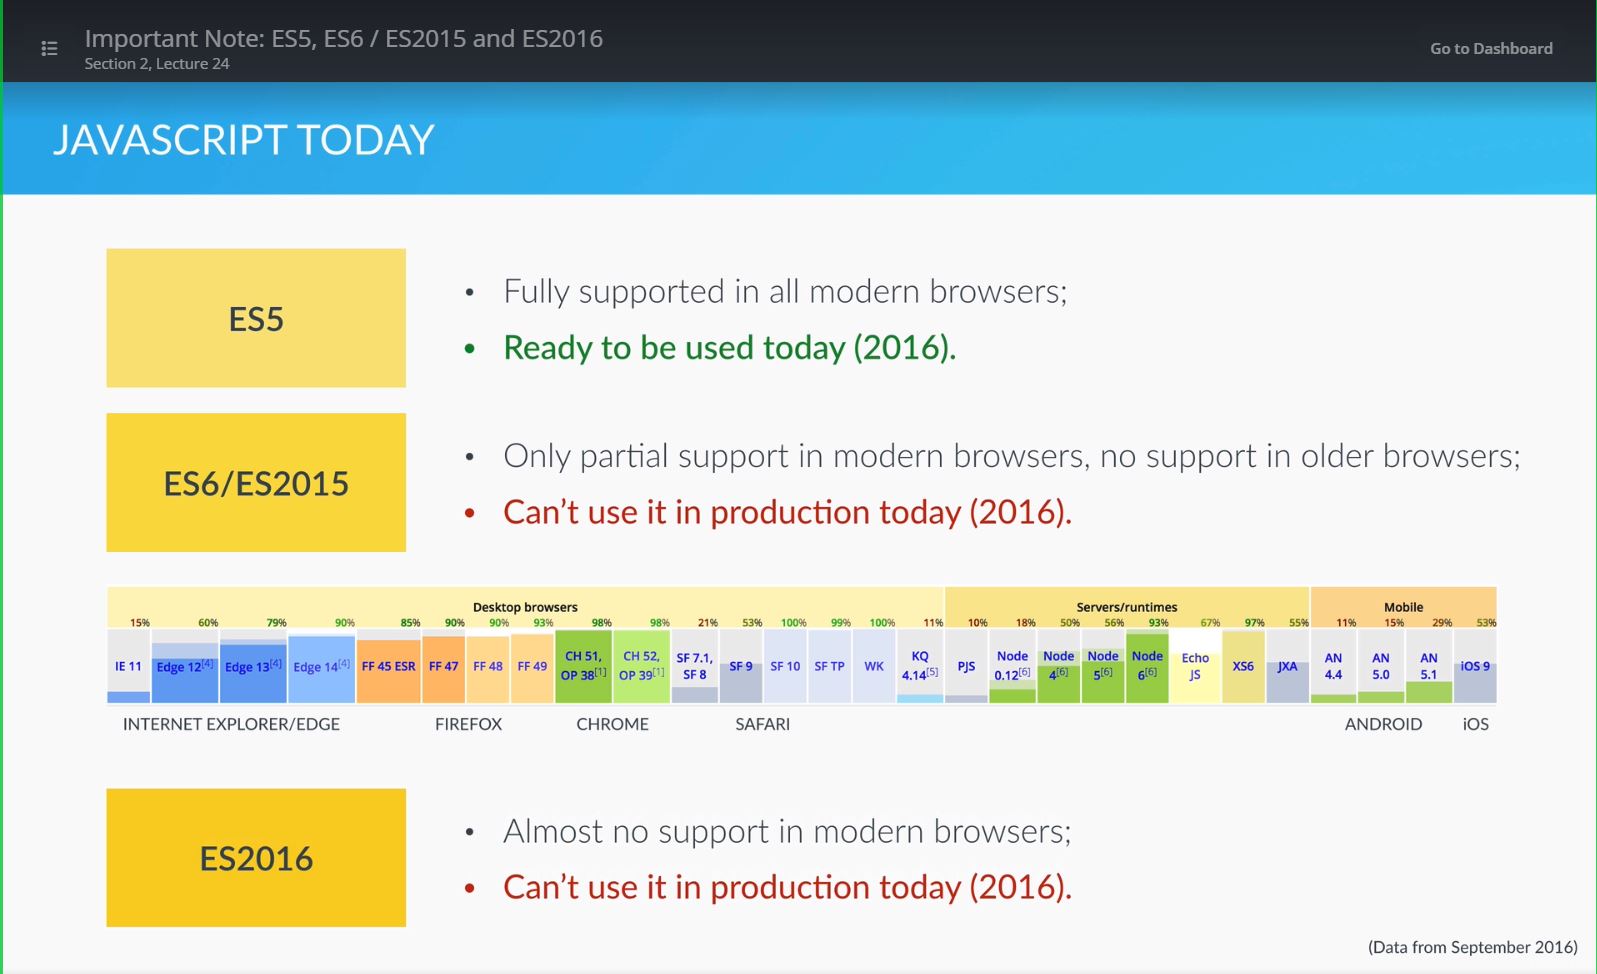 Important Note: ES5, ES6 / ES2015 and ES2016
Section 2, Lecture 24
Go to Dashboard
JAVASCRIPT TODAY
ES5
• Fully supported in all modern browsers;
• Ready to be used today (2016).
ES6/ES2015
• Only partial support in modern browsers, no support in older browsers;
• Can't use it in production today (2016).
Desktop browsers Servers/runtimes Mobile
15% 60% 79% 90% 85% 90% 90% 93% 98% 98% 21% 53% 100% 99% 100% 11% 10% 18% 50% 56% 93% 67% 97% 55% 11% 15% 29% 53%
IE 11
Edge 12[4]
Edge 13[4]
Edge 14[4]
FF 45 ESR
FF 47
FF 48
FF 49
CH 51,
OP 38[1]
CH 52,
OP 39[1]
SF 7.1,
SF 8
SF 9
SF 10
SF TP
WK
KQ
4.14[5]
PJS
Node
0.12[6]
Node
4[6]
Node
5[6]
Node
6[6]
Echo
JS
XS6
JXA
AN
4.4
AN
5.0
AN
5.1
iOS 9
INTERNET EXPLORER/EDGE FIREFOX CHROME SAFARI ANDROID iOS
ES2016
• Almost no support in modern browsers;
• Can't use it in production today (2016).
(Data from September 2016)